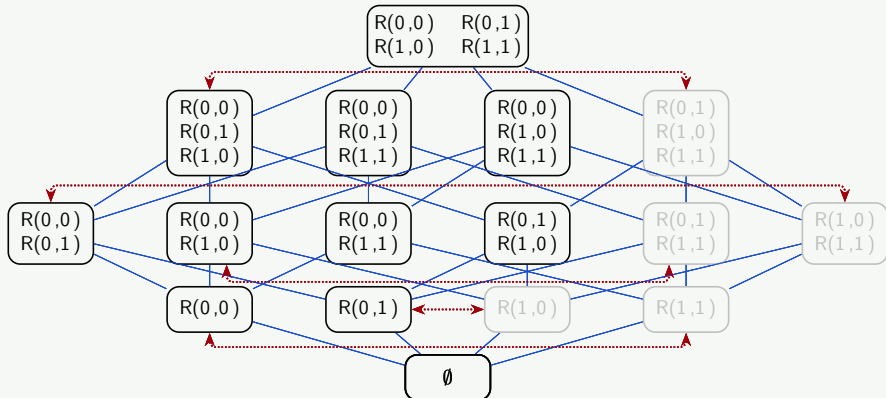 R(0,0) R(0,1)
R(1,0) R(1,1)
R(0,0)
R(0,1)
R(1,0)
R(0,0)
R(0,1)
R(1,1)
R(0,0)
R(1,0)
R(1,1)
R(0,1)
R(1,0)
R(1,1)
R(0,0)
R(0,1)
R(0,0)
R(1,0)
R(0,0)
R(1,1)
R(0,1)
R(1,0)
R(0,1)
R(1,1)
R(1,0)
R(1,1)
R(0,0)
R(0,1)
R(1,0)
R(1,1)
∅